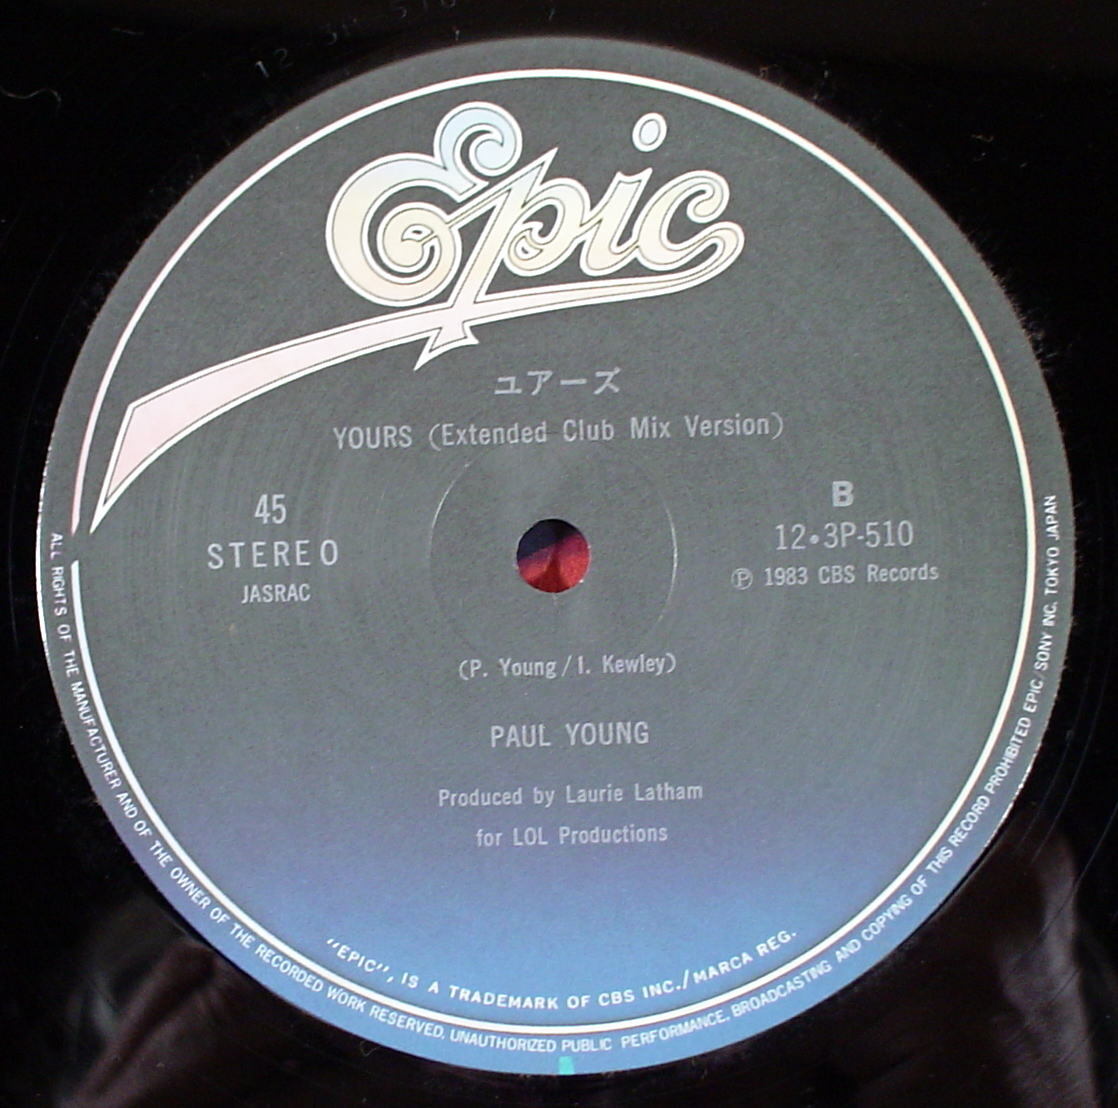 Epic
ユアーズ
YOURS (Extended Club Mix Version)
45
STEREO
JASRAC
B
12•3P-510
Ⓟ 1983 CBS Records
(P. Young/I. Kewley)
PAUL YOUNG
Produced by Laurie Latham
for LOL Productions
"EPIC", IS A TRADEMARK OF CBS INC./MARCA REG.
ALL RIGHTS OF THE MANUFACTURER AND OF THE OWNER OF THE RECORDED WORK RESERVED. UNAUTHORIZED PUBLIC PERFORMANCE, BROADCASTING AND COPYING OF THIS RECORD PROHIBITED EPIC/SONY INC. TOKYO JAPAN